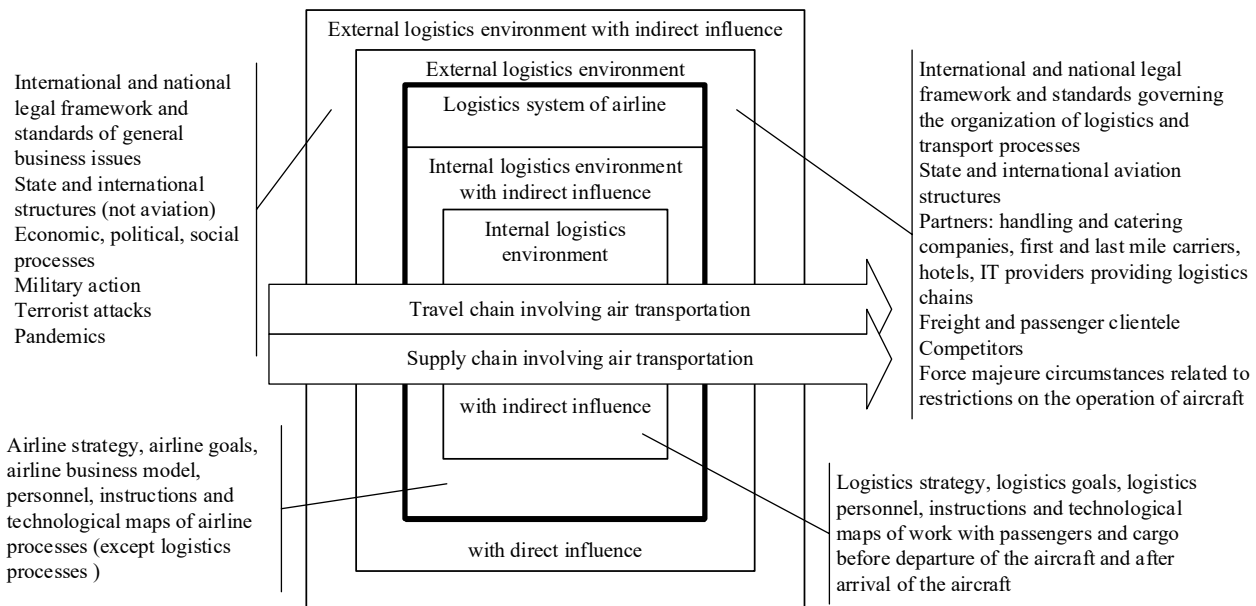 External logistics environment with indirect influence
External logistics environment
Logistics system of airline
Internal logistics environment
with indirect influence
Internal logistics
environment
International and national
legal framework and
standards of general
business issues
State and international
structures (not aviation)
Economic, political, social
processes
Military action
Terrorist attacks
Pandemics
International and national legal
framework and standards governing
the organization of logistics and
transport processes
State and international aviation
structures
Partners: handling and catering
companies, first and last mile carriers,
hotels, IT providers providing logistics
chains
Freight and passenger clientele
Competitors
Force majeure circumstances related to
restrictions on the operation of aircraft
Travel chain involving air transportation
Supply chain involving air transportation
with indirect influence
with direct influence
Airline strategy, airline goals,
airline business model,
personnel, instructions and
technological maps of airline
processes (except logistics
processes )
Logistics strategy, logistics goals, logistics
personnel, instructions and technological
maps of work with passengers and cargo
before departure of the aircraft and after
arrival of the aircraft